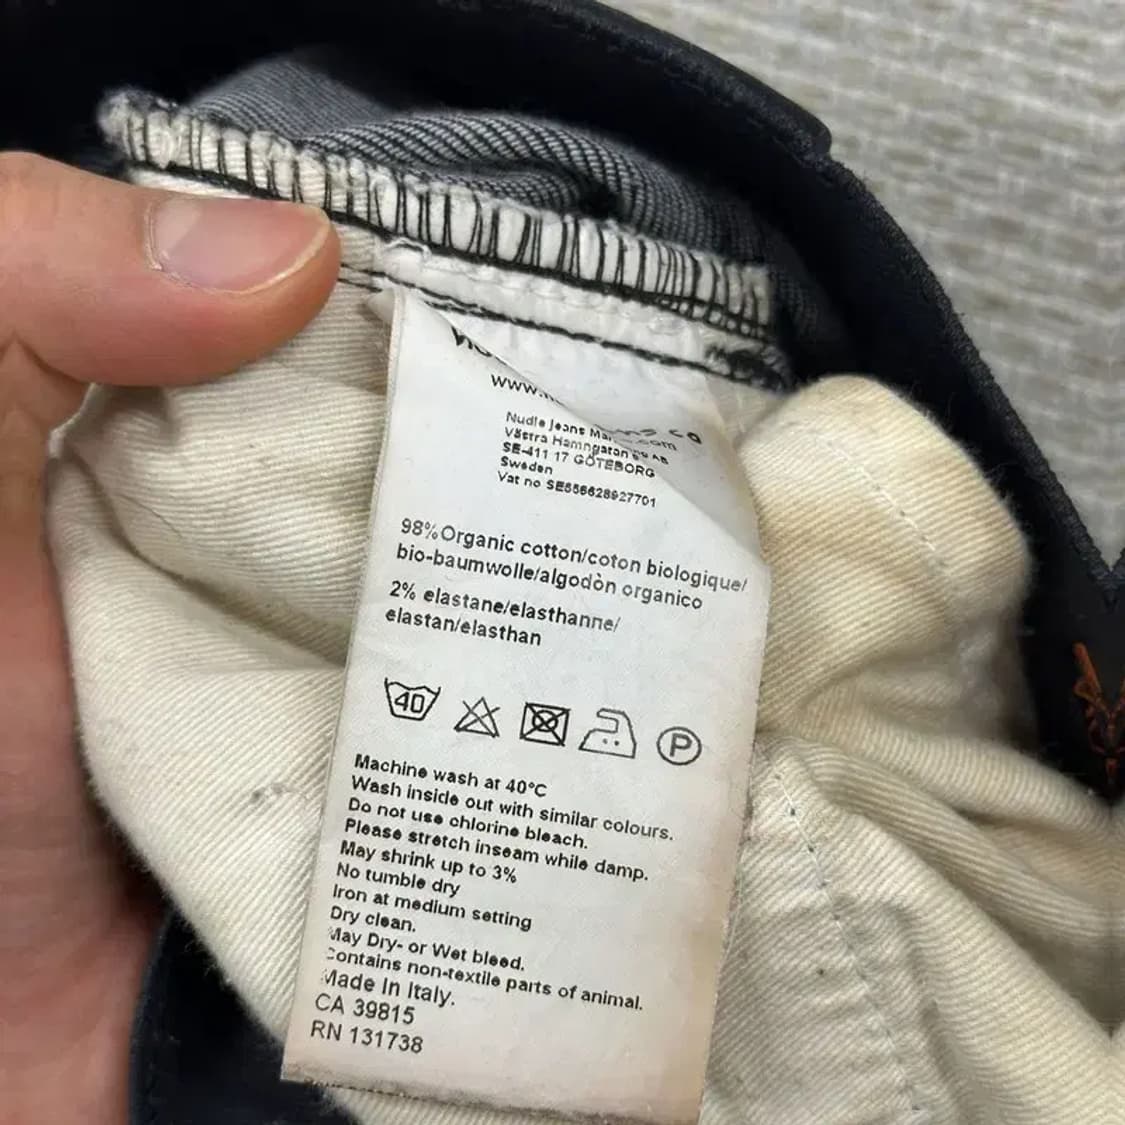 www.
Nudie Jeans Mar
Västra Hamngatan 6
SE-411 17 GÖTEBORG
Sweden
Vat no SE556628927701
98%Organic cotton/coton biologique/
bio-baumwolle/algodòn organico
2% elastane/elasthanne/
elastan/elasthan
40
P
Machine wash at 40°C
Wash inside out with similar colours.
Do not use chlorine bleach.
Please stretch inseam while damp.
May shrink up to 3%
No tumble dry
Iron at medium setting
Dry clean.
May Dry- or Wet bleed.
Contains non-textile parts of animal.
Made In Italy.
CA 39815
RN 131738